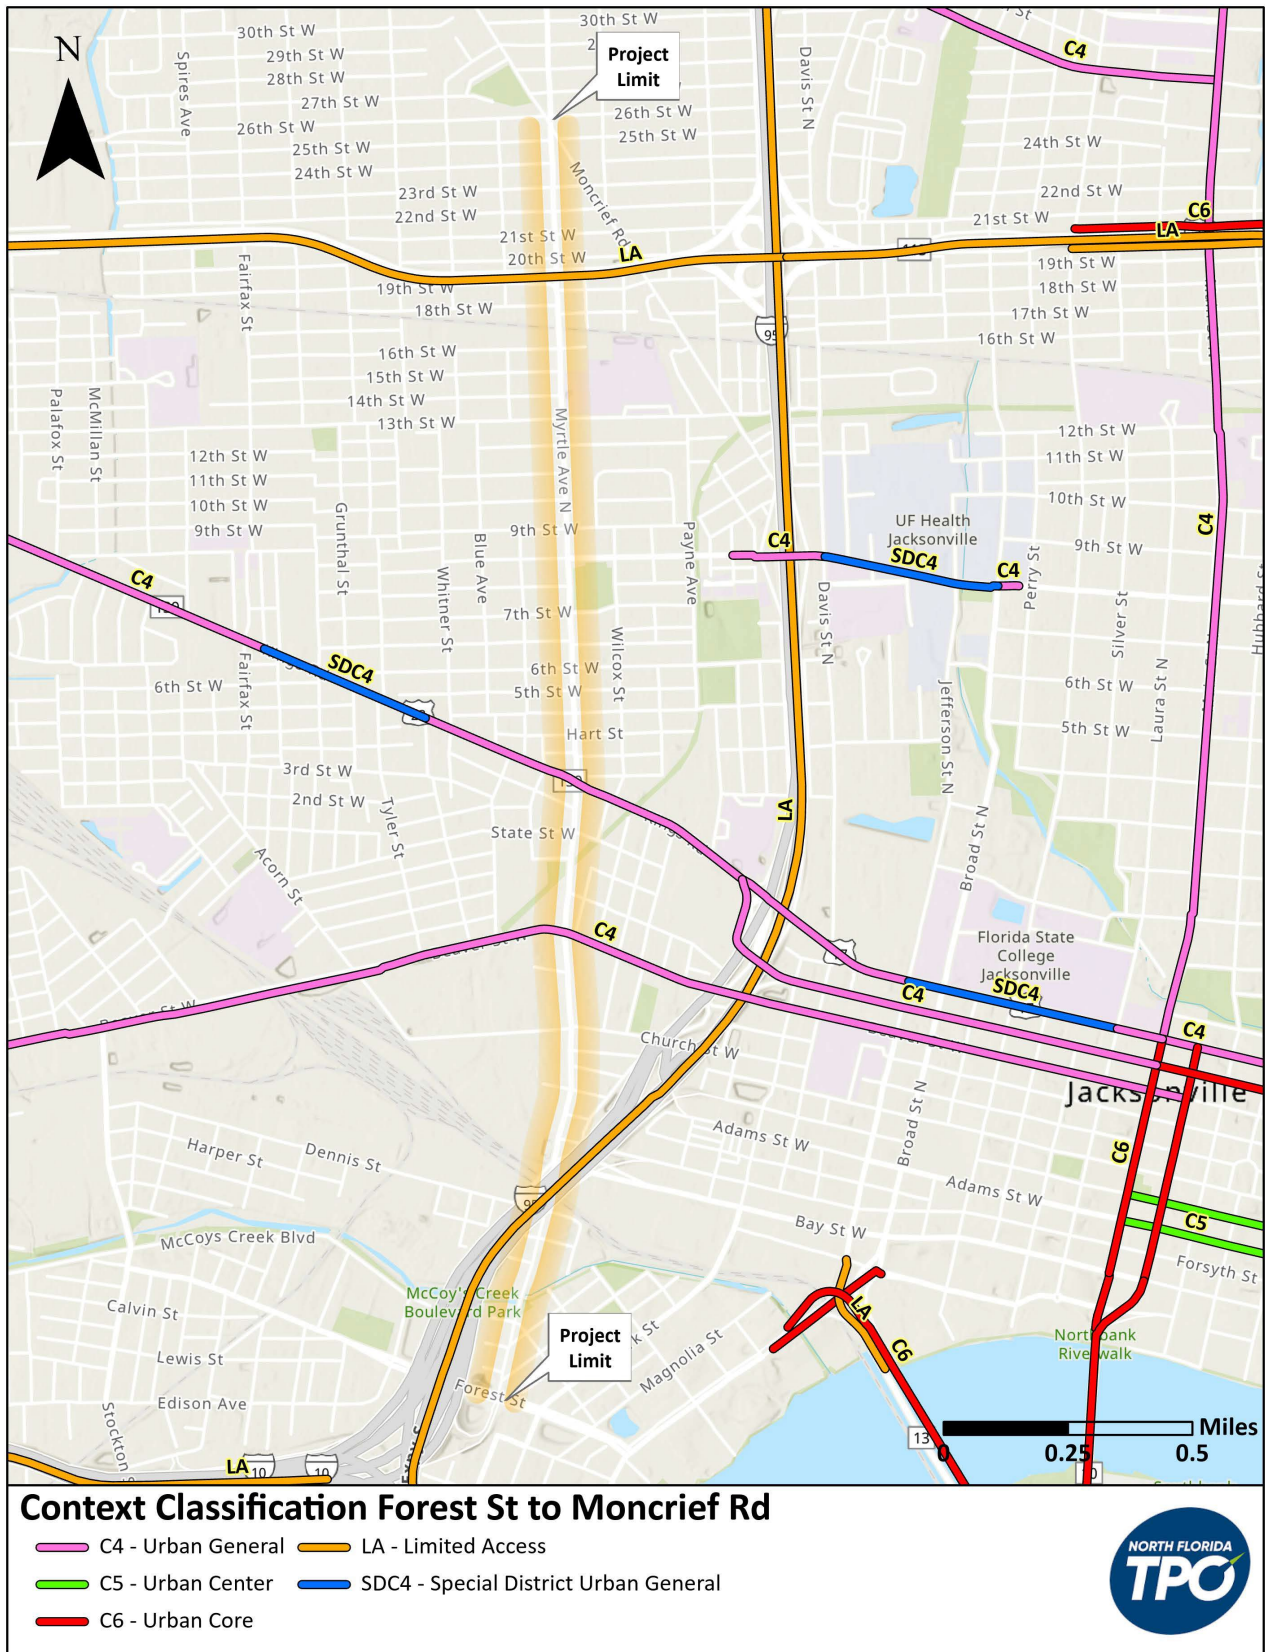 30th St W
29th St W
28th St W
27th St W
26th St W
25th St W
24th St W
23rd St W
22nd St W
21st St W
20th St W
19th St W
18th St W
16th St W
15th St W
14th St W
13th St W
12th St W
11th St W
10th St W
9th St W
Spires Ave
N
30th St W
Project
Limit
26th St W
25th St W
Moncrief Rd
Davis St N
C4
24th St W
22nd St W
21st St W
C6
LA
LA
19th St W
18th St W
17th St W
16th St W
95
Fairfax St
Palafox St
McMillan St
Grunthal St
Blue Ave
Whitner St
Myrtle Ave N
9th St W
7th St W
6th St W
5th St W
Hart St
Wilcox St
Payne Ave
12th St W
11th St W
10th St W
9th St W
UF Health
Jacksonville
C4
SDC4
C4
C4
Perry St
Davis St N
Silver St
Laura St N
6th St W
5th St W
Jefferson St N
Broad St N
C4
SDC4
Fairfax St
6th St W
3rd St W
2nd St W
Tyler St
Acorn St
State St W
LA
C4
Florida State
College
Jacksonville
SDC4
C4
C4
Church St W
Jacksonville
Adams St W
Broad St N
Adams St W
Bay St W
C6
C5
Forsyth St
Harper St
Dennis St
McCoys Creek Blvd
McCoy's Creek
Boulevard Park
Calvin St
Lewis St
Edison Ave
Stockton S
Project
Limit
Forest St
Magnolia St
LA
C6
Northbank
Riverwalk
13
Miles
0
0.25
0.5
LA
10
10
Context Classification Forest St to Moncrief Rd
C4 - Urban General
LA - Limited Access
C5 - Urban Center
SDC4 - Special District Urban General
C6 - Urban Core
NORTH FLORIDA
TPO